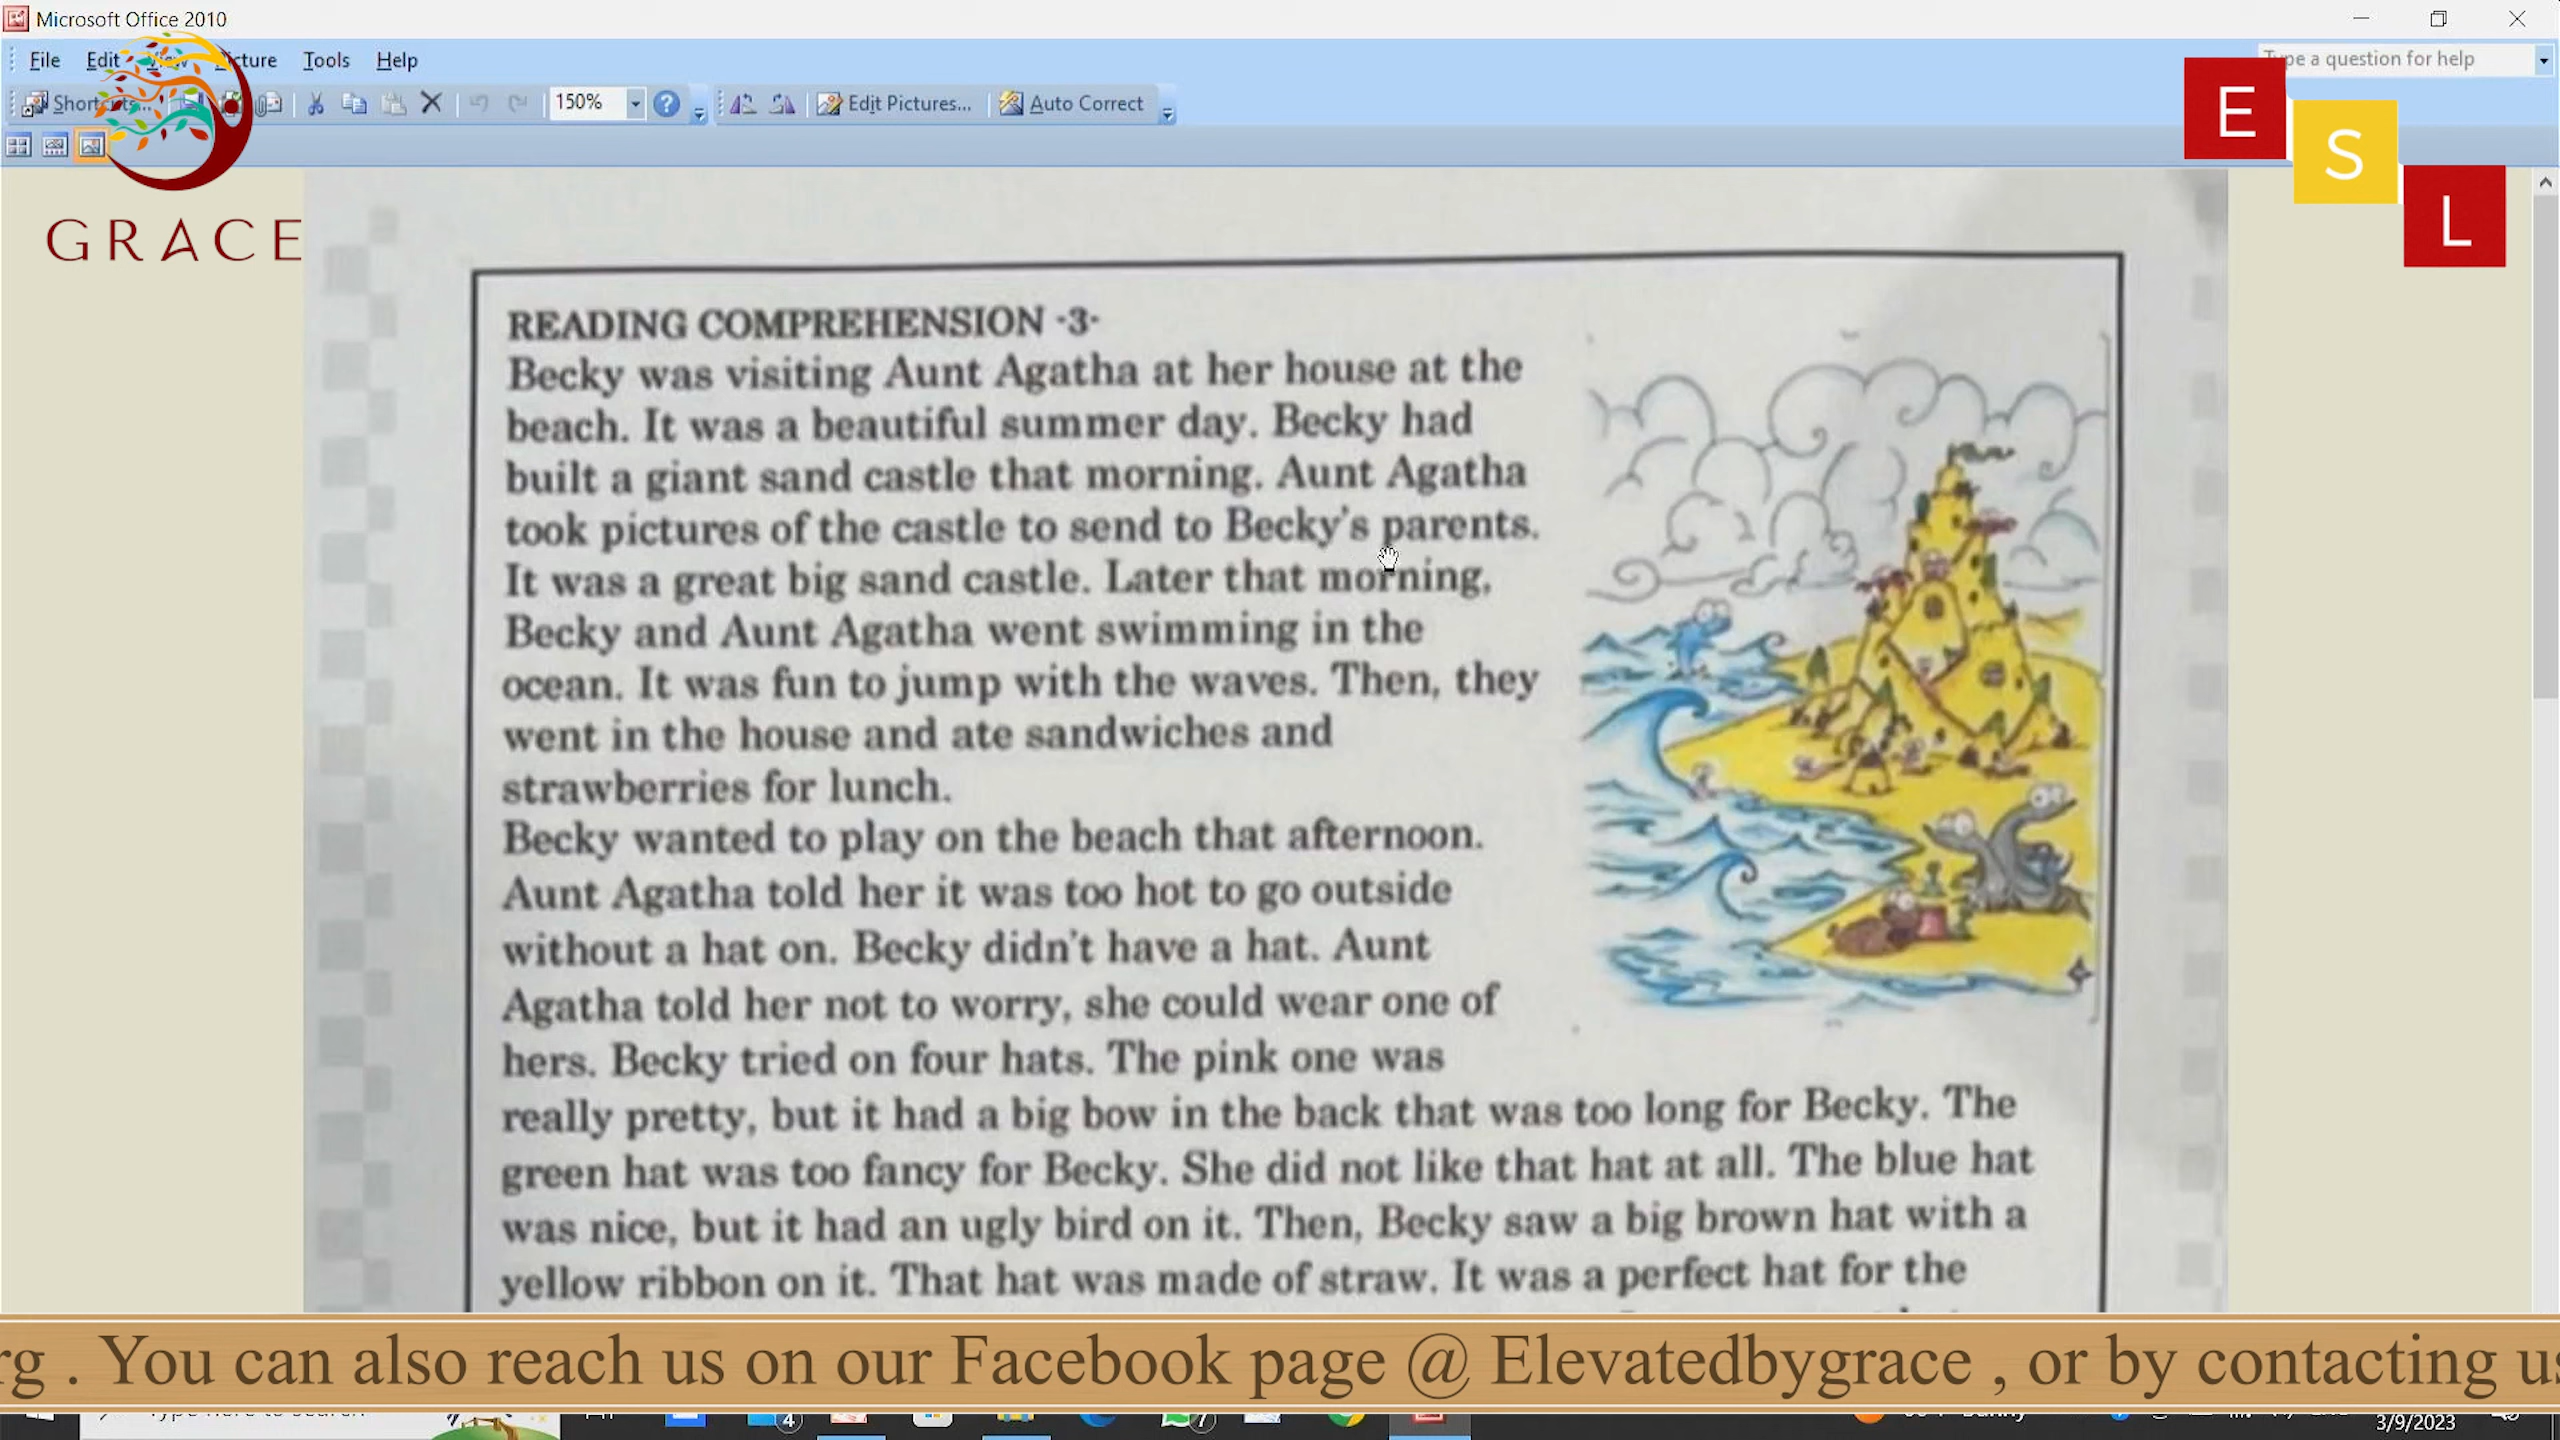 Microsoft Office 2010
File Edit Picture Tools Help
Type a question for help
Shortcuts... 150% Edit Pictures... Auto Correct
GRACE
E
S
L
READING COMPREHENSION -3-
Becky was visiting Aunt Agatha at her house at the
beach. It was a beautiful summer day. Becky had
built a giant sand castle that morning. Aunt Agatha
took pictures of the castle to send to Becky's parents.
It was a great big sand castle. Later that morning,
Becky and Aunt Agatha went swimming in the
ocean. It was fun to jump with the waves. Then, they
went in the house and ate sandwiches and
strawberries for lunch.
Becky wanted to play on the beach that afternoon.
Aunt Agatha told her it was too hot to go outside
without a hat on. Becky didn't have a hat. Aunt
Agatha told her not to worry, she could wear one of
hers. Becky tried on four hats. The pink one was
really pretty, but it had a big bow in the back that was too long for Becky. The
green hat was too fancy for Becky. She did not like that hat at all. The blue hat
was nice, but it had an ugly bird on it. Then, Becky saw a big brown hat with a
yellow ribbon on it. That hat was made of straw. It was a perfect hat for the
rg . You can also reach us on our Facebook page @ Elevatedbygrace , or by contacting us
4 7
3/9/2023